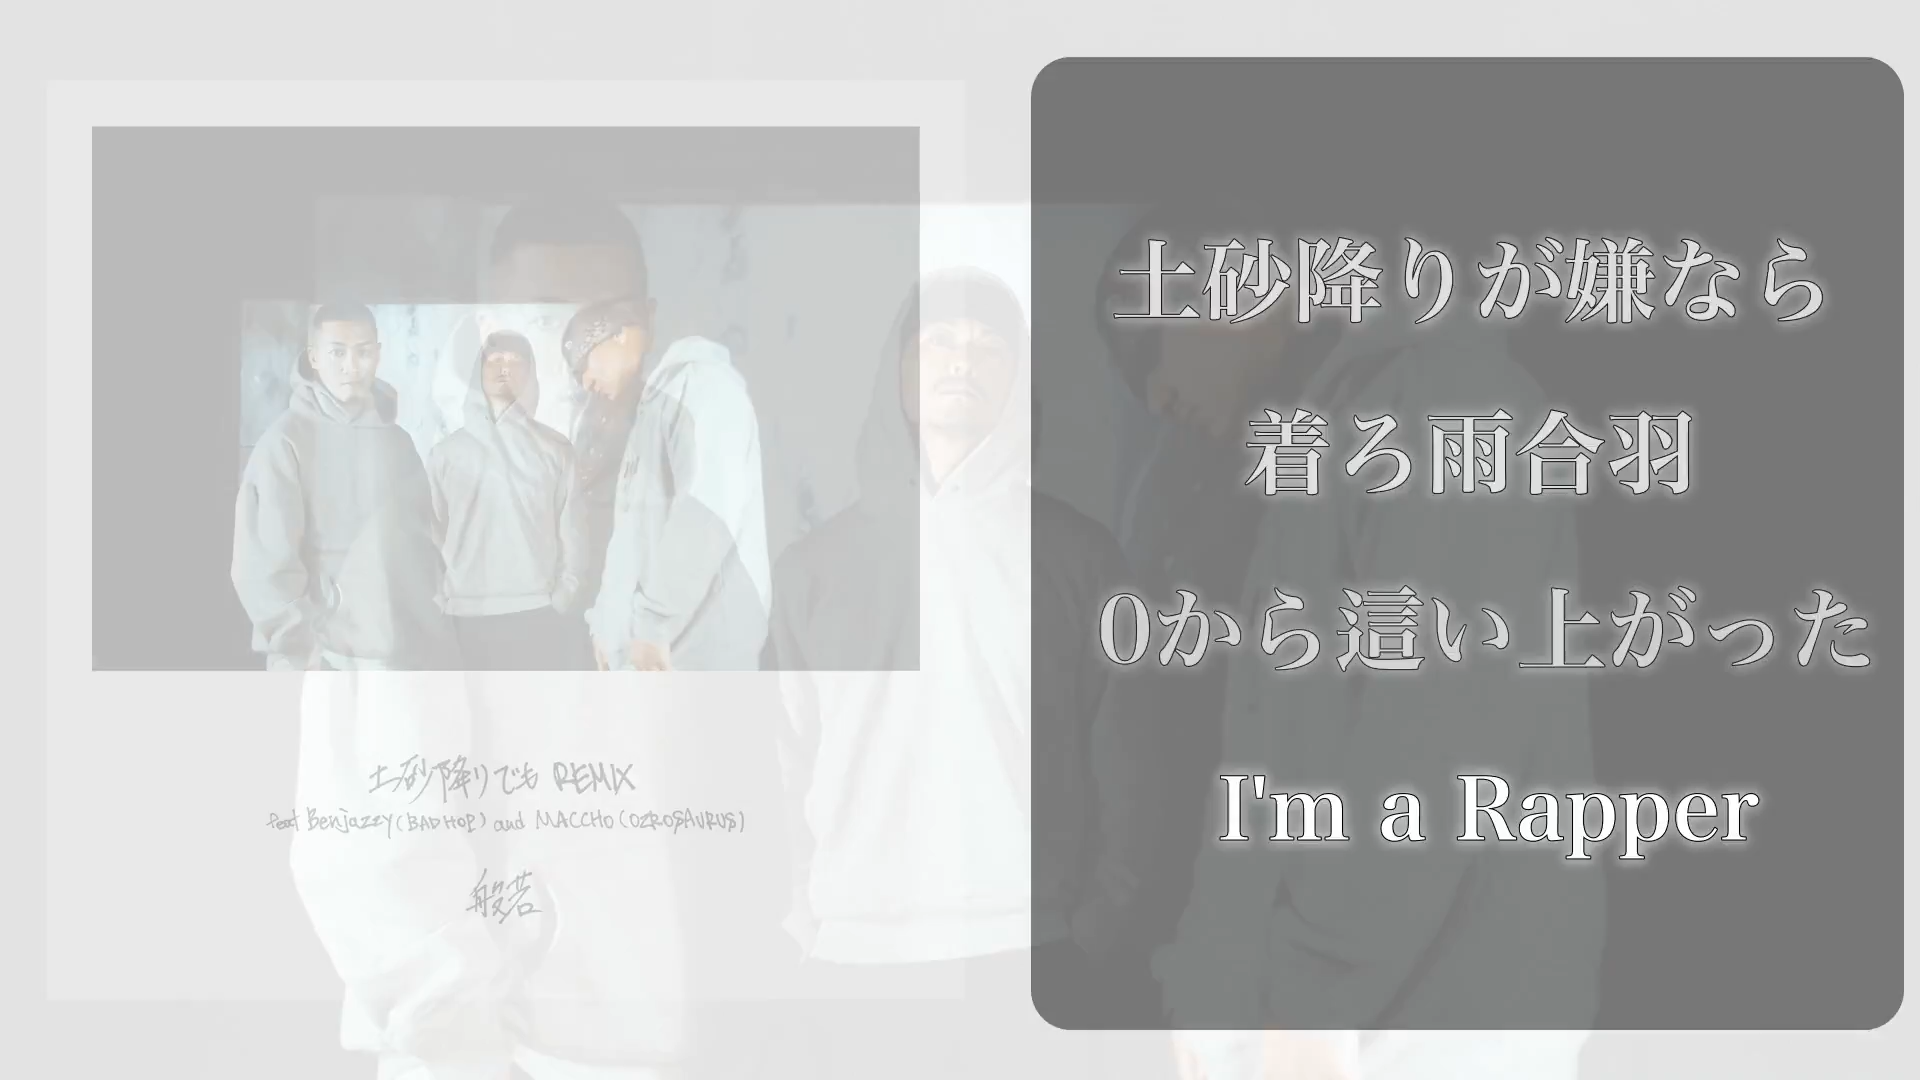 土砂降りでも REMIX
feat Benjazzy (BAD HOP) and MACCHO (OZROSAURUS)
般若
土砂降りが嫌なら
着ろ雨合羽
0から這い上がった
I'm a Rapper